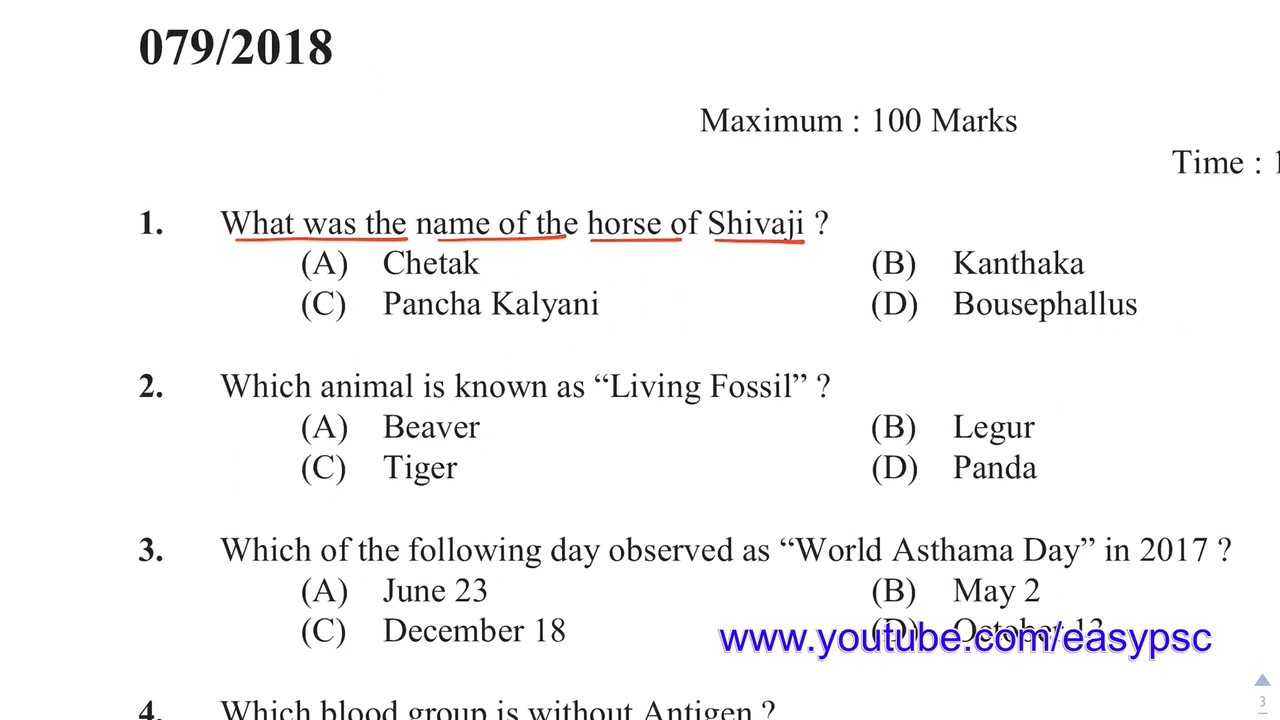 079/2018
Maximum : 100 Marks
Time : 1
1. What was the name of the horse of Shivaji ?
(A) Chetak (B) Kanthaka
(C) Pancha Kalyani (D) Bousephallus
2. Which animal is known as “Living Fossil” ?
(A) Beaver (B) Legur
(C) Tiger (D) Panda
3. Which of the following day observed as “World Asthama Day” in 2017 ?
(A) June 23 (B) May 2
(C) December 18 (D) October 13
www.youtube.com/easypsc
4. Which blood group is without Antigen ?
3